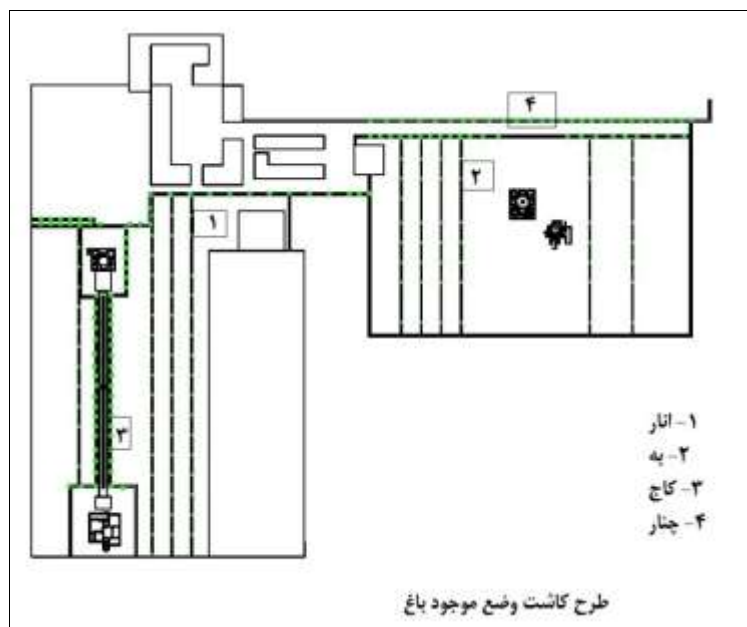 ۴
۲
۱
۳
۱- انار
۲- به
۳- کاج
۴- چنار
طرح کاشت وضع موجود باغ